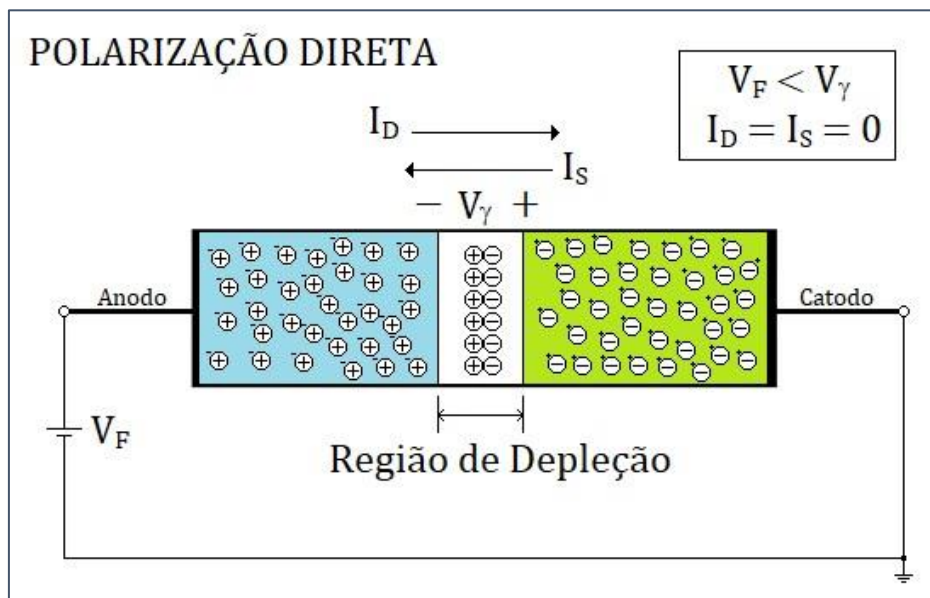 POLARIZAÇÃO DIRETA
V_F < V_γ
I_D = I_S = 0
I_D
I_S
− V_γ +
Anodo
Catodo
V_F
Região de Depleção